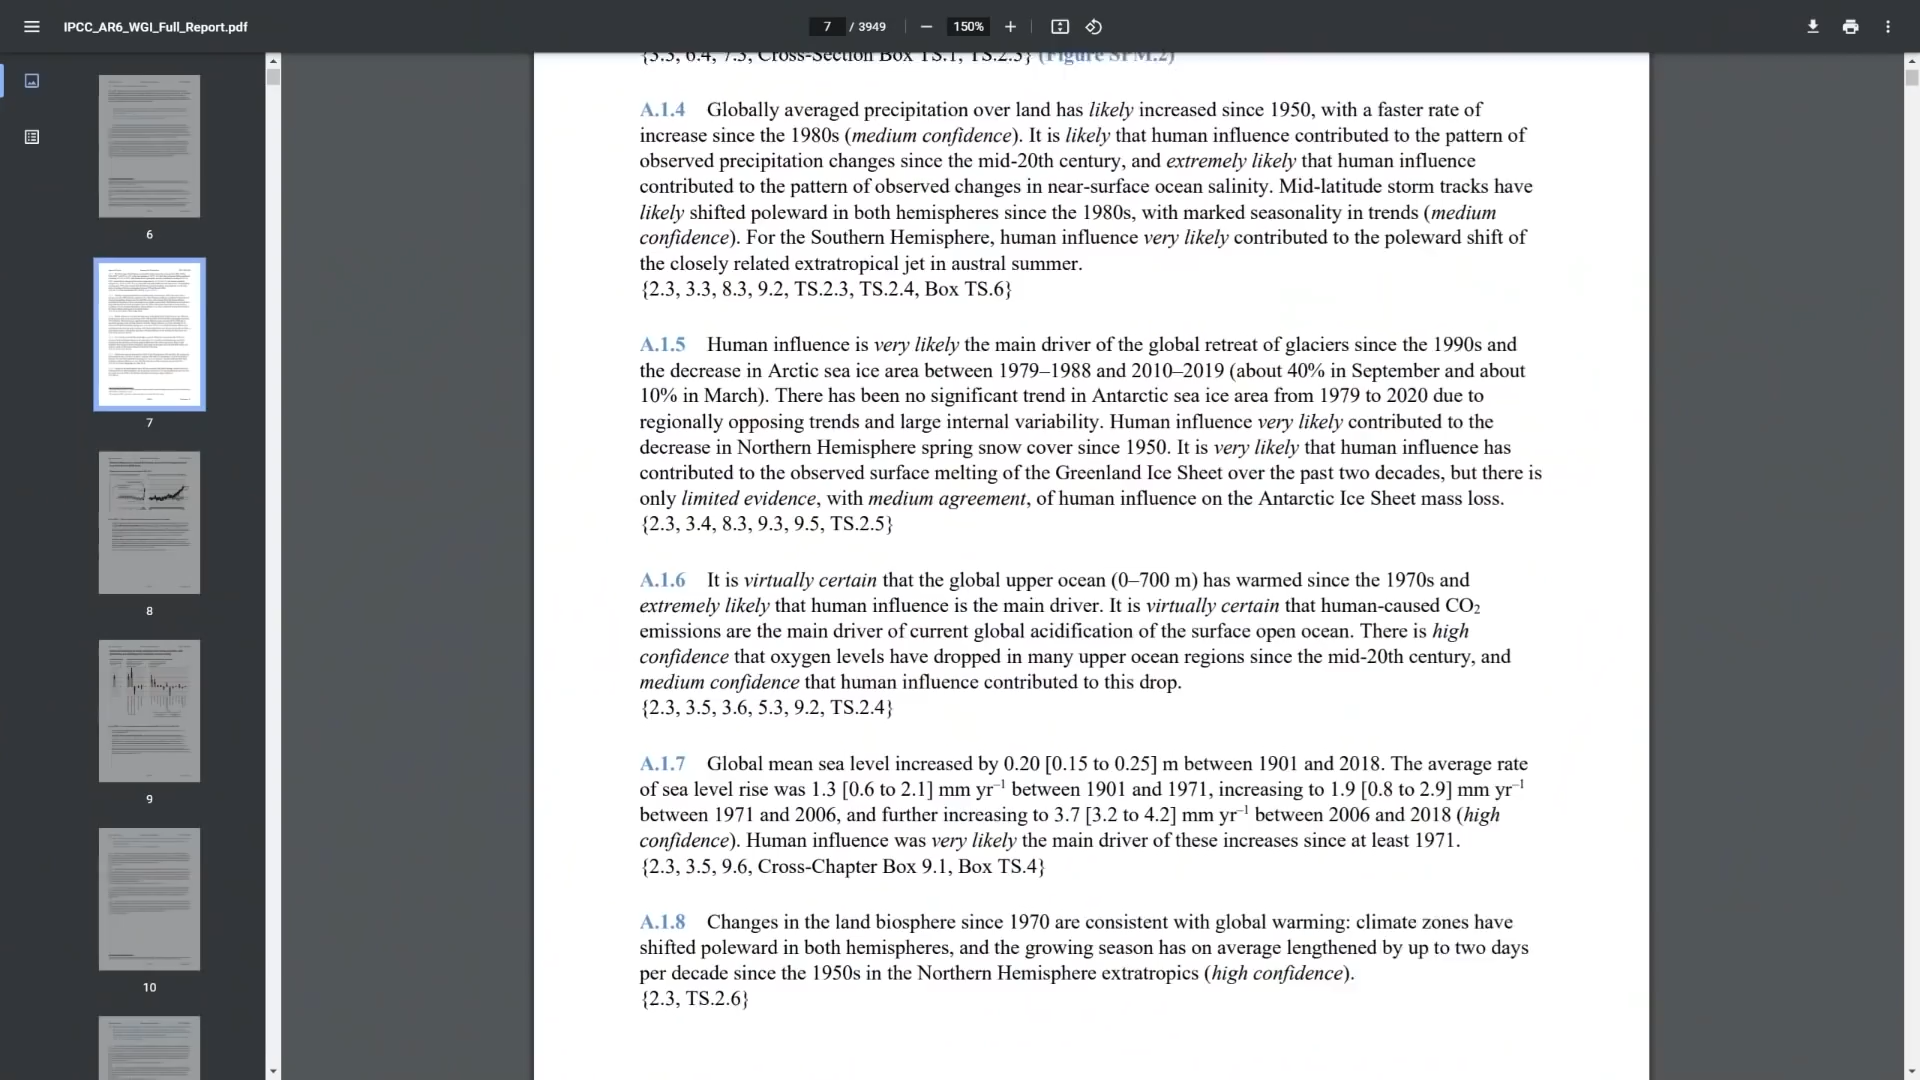 IPCC_AR6_WGI_Full_Report.pdf
7 / 3949
150%
6
7
8
9
10
{3.3, 6.4, 7.3, Cross-Section Box TS.1, TS.2.3} (Figure SPM.2)
A.1.4 Globally averaged precipitation over land has likely increased since 1950, with a faster rate of
increase since the 1980s (medium confidence). It is likely that human influence contributed to the pattern of
observed precipitation changes since the mid-20th century, and extremely likely that human influence
contributed to the pattern of observed changes in near-surface ocean salinity. Mid-latitude storm tracks have
likely shifted poleward in both hemispheres since the 1980s, with marked seasonality in trends (medium
confidence). For the Southern Hemisphere, human influence very likely contributed to the poleward shift of
the closely related extratropical jet in austral summer.
{2.3, 3.3, 8.3, 9.2, TS.2.3, TS.2.4, Box TS.6}
A.1.5 Human influence is very likely the main driver of the global retreat of glaciers since the 1990s and
the decrease in Arctic sea ice area between 1979–1988 and 2010–2019 (about 40% in September and about
10% in March). There has been no significant trend in Antarctic sea ice area from 1979 to 2020 due to
regionally opposing trends and large internal variability. Human influence very likely contributed to the
decrease in Northern Hemisphere spring snow cover since 1950. It is very likely that human influence has
contributed to the observed surface melting of the Greenland Ice Sheet over the past two decades, but there is
only limited evidence, with medium agreement, of human influence on the Antarctic Ice Sheet mass loss.
{2.3, 3.4, 8.3, 9.3, 9.5, TS.2.5}
A.1.6 It is virtually certain that the global upper ocean (0–700 m) has warmed since the 1970s and
extremely likely that human influence is the main driver. It is virtually certain that human-caused CO₂
emissions are the main driver of current global acidification of the surface open ocean. There is high
confidence that oxygen levels have dropped in many upper ocean regions since the mid-20th century, and
medium confidence that human influence contributed to this drop.
{2.3, 3.5, 3.6, 5.3, 9.2, TS.2.4}
A.1.7 Global mean sea level increased by 0.20 [0.15 to 0.25] m between 1901 and 2018. The average rate
of sea level rise was 1.3 [0.6 to 2.1] mm yr⁻¹ between 1901 and 1971, increasing to 1.9 [0.8 to 2.9] mm yr⁻¹
between 1971 and 2006, and further increasing to 3.7 [3.2 to 4.2] mm yr⁻¹ between 2006 and 2018 (high
confidence). Human influence was very likely the main driver of these increases since at least 1971.
{2.3, 3.5, 9.6, Cross-Chapter Box 9.1, Box TS.4}
A.1.8 Changes in the land biosphere since 1970 are consistent with global warming: climate zones have
shifted poleward in both hemispheres, and the growing season has on average lengthened by up to two days
per decade since the 1950s in the Northern Hemisphere extratropics (high confidence).
{2.3, TS.2.6}